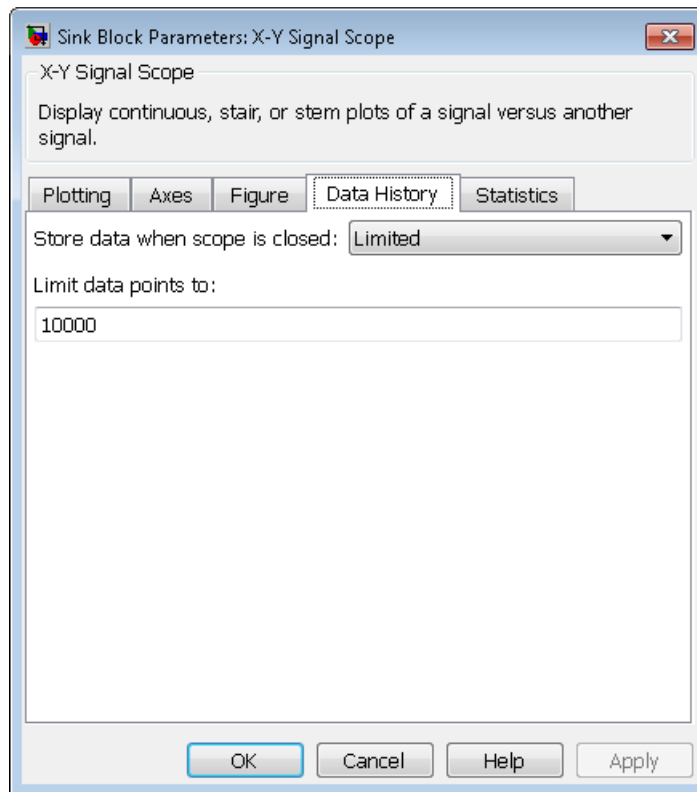 Sink Block Parameters: X-Y Signal Scope
X-Y Signal Scope
Display continuous, stair, or stem plots of a signal versus another
signal.
Plotting Axes Figure Data History Statistics
Store data when scope is closed: Limited
Limit data points to:
10000
OK Cancel Help Apply